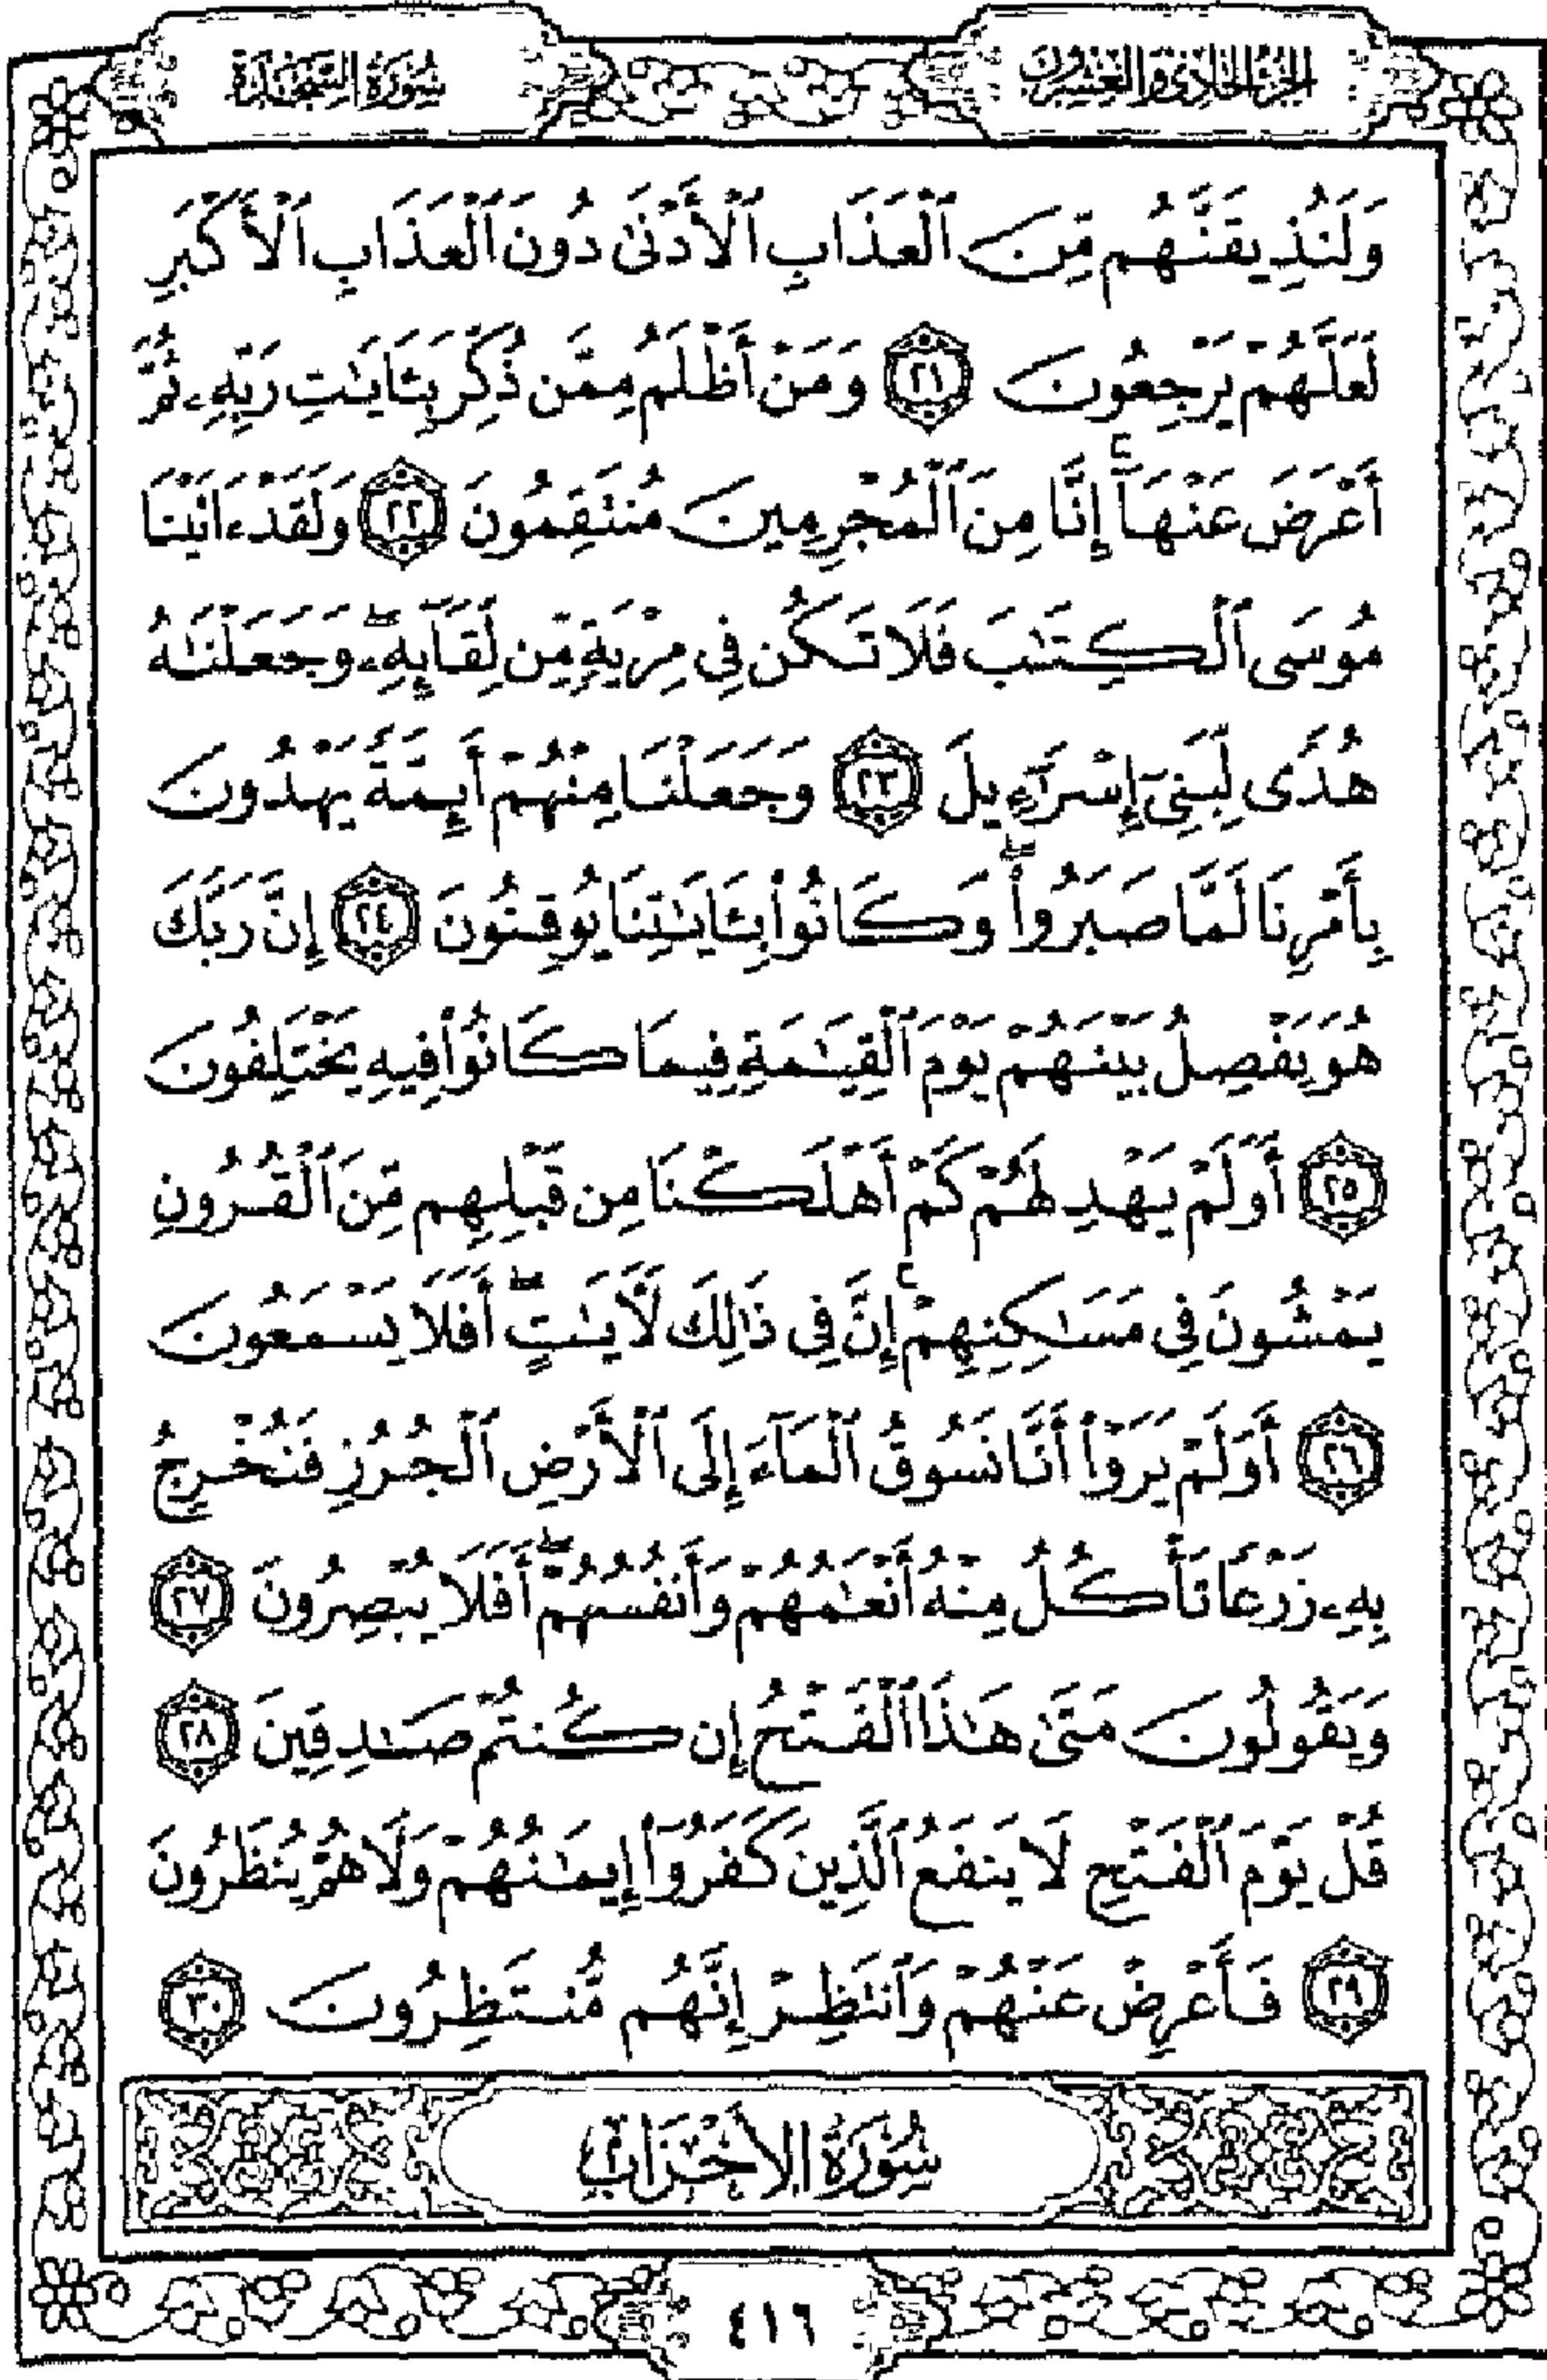 الجزء الحادي والعشرون
سورة السجدة
وَلَنُذِيقَنَّهُم مِّنَ ٱلْعَذَابِ ٱلْأَدْنَىٰ دُونَ ٱلْعَذَابِ ٱلْأَكْبَرِ
لَعَلَّهُمْ يَرْجِعُونَ ٢١ وَمَنْ أَظْلَمُ مِمَّن ذُكِّرَ بِـَٔايَـٰتِ رَبِّهِۦ ثُمَّ
أَعْرَضَ عَنْهَآ ۚ إِنَّا مِنَ ٱلْمُجْرِمِينَ مُنتَقِمُونَ ٢٢ وَلَقَدْ ءَاتَيْنَا
مُوسَى ٱلْكِتَـٰبَ فَلَا تَكُن فِى مِرْيَةٍ مِّن لِّقَآئِهِۦ ۖ وَجَعَلْنَـٰهُ
هُدًى لِّبَنِىٓ إِسْرَٰٓءِيلَ ٢٣ وَجَعَلْنَا مِنْهُمْ أَئِمَّةً يَهْدُونَ
بِأَمْرِنَا لَمَّا صَبَرُوا۟ ۖ وَكَانُوا۟ بِـَٔايَـٰتِنَا يُوقِنُونَ ٢٤ إِنَّ رَبَّكَ
هُوَ يَفْصِلُ بَيْنَهُمْ يَوْمَ ٱلْقِيَـٰمَةِ فِيمَا كَانُوا۟ فِيهِ يَخْتَلِفُونَ
٢٥ أَوَلَمْ يَهْدِ لَهُمْ كَمْ أَهْلَكْنَا مِن قَبْلِهِم مِّنَ ٱلْقُرُونِ
يَمْشُونَ فِى مَسَـٰكِنِهِمْ ۚ إِنَّ فِى ذَٰلِكَ لَـَٔايَـٰتٍ ۖ أَفَلَا يَسْمَعُونَ
٢٦ أَوَلَمْ يَرَوْا۟ أَنَّا نَسُوقُ ٱلْمَآءَ إِلَى ٱلْأَرْضِ ٱلْجُرُزِ فَنُخْرِجُ
بِهِۦ زَرْعًا تَأْكُلُ مِنْهُ أَنْعَـٰمُهُمْ وَأَنفُسُهُمْ ۖ أَفَلَا يُبْصِرُونَ ٢٧
وَيَقُولُونَ مَتَىٰ هَـٰذَا ٱلْفَتْحُ إِن كُنتُمْ صَـٰدِقِينَ ٢٨
قُلْ يَوْمَ ٱلْفَتْحِ لَا يَنفَعُ ٱلَّذِينَ كَفَرُوٓا۟ إِيمَـٰنُهُمْ وَلَا هُمْ يُنظَرُونَ
٢٩ فَأَعْرِضْ عَنْهُمْ وَٱنتَظِرْ إِنَّهُم مُّنتَظِرُونَ ٣٠
سورة الأحزاب
٤١٦